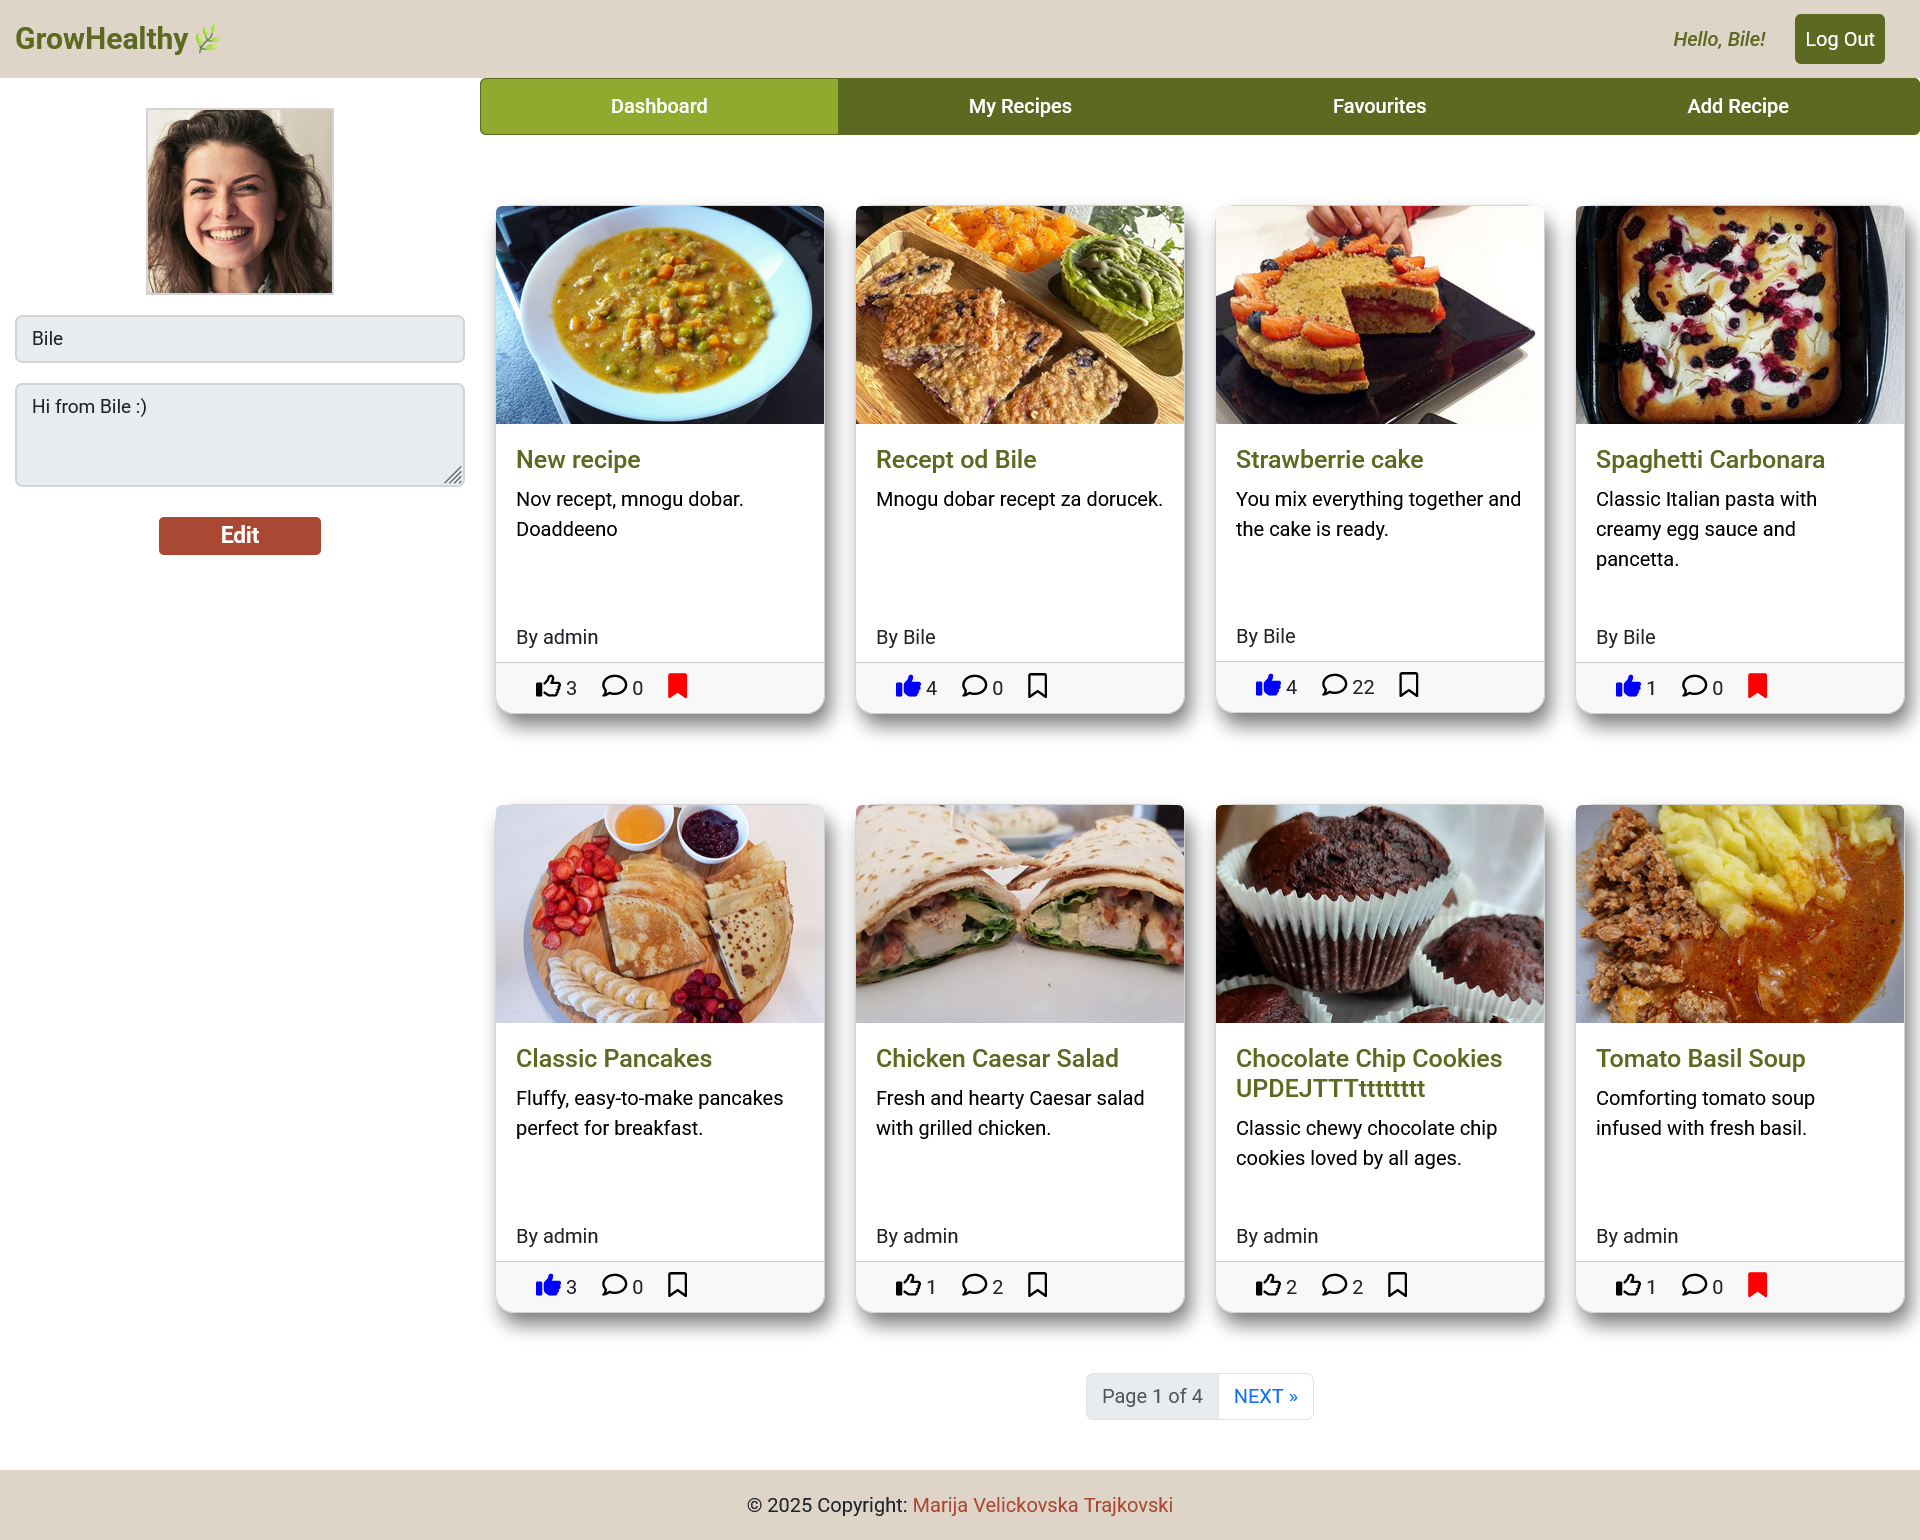 GrowHealthy
Hello, Bile!
Log Out
Dashboard
My Recipes
Favourites
Add Recipe
Bile
Hi from Bile :)
Edit
New recipe
Nov recept, mnogu dobar.
Doaddeeno
By admin
3
0
Recept od Bile
Mnogu dobar recept za dorucek.
By Bile
4
0
Strawberrie cake
You mix everything together and
the cake is ready.
By Bile
4
22
Spaghetti Carbonara
Classic Italian pasta with
creamy egg sauce and
pancetta.
By Bile
1
0
Classic Pancakes
Fluffy, easy-to-make pancakes
perfect for breakfast.
By admin
3
0
Chicken Caesar Salad
Fresh and hearty Caesar salad
with grilled chicken.
By admin
1
2
Chocolate Chip Cookies
UPDEJTTTtttttttt
Classic chewy chocolate chip
cookies loved by all ages.
By admin
2
2
Tomato Basil Soup
Comforting tomato soup
infused with fresh basil.
By admin
1
0
Page 1 of 4
NEXT »
© 2025 Copyright: Marija Velickovska Trajkovski